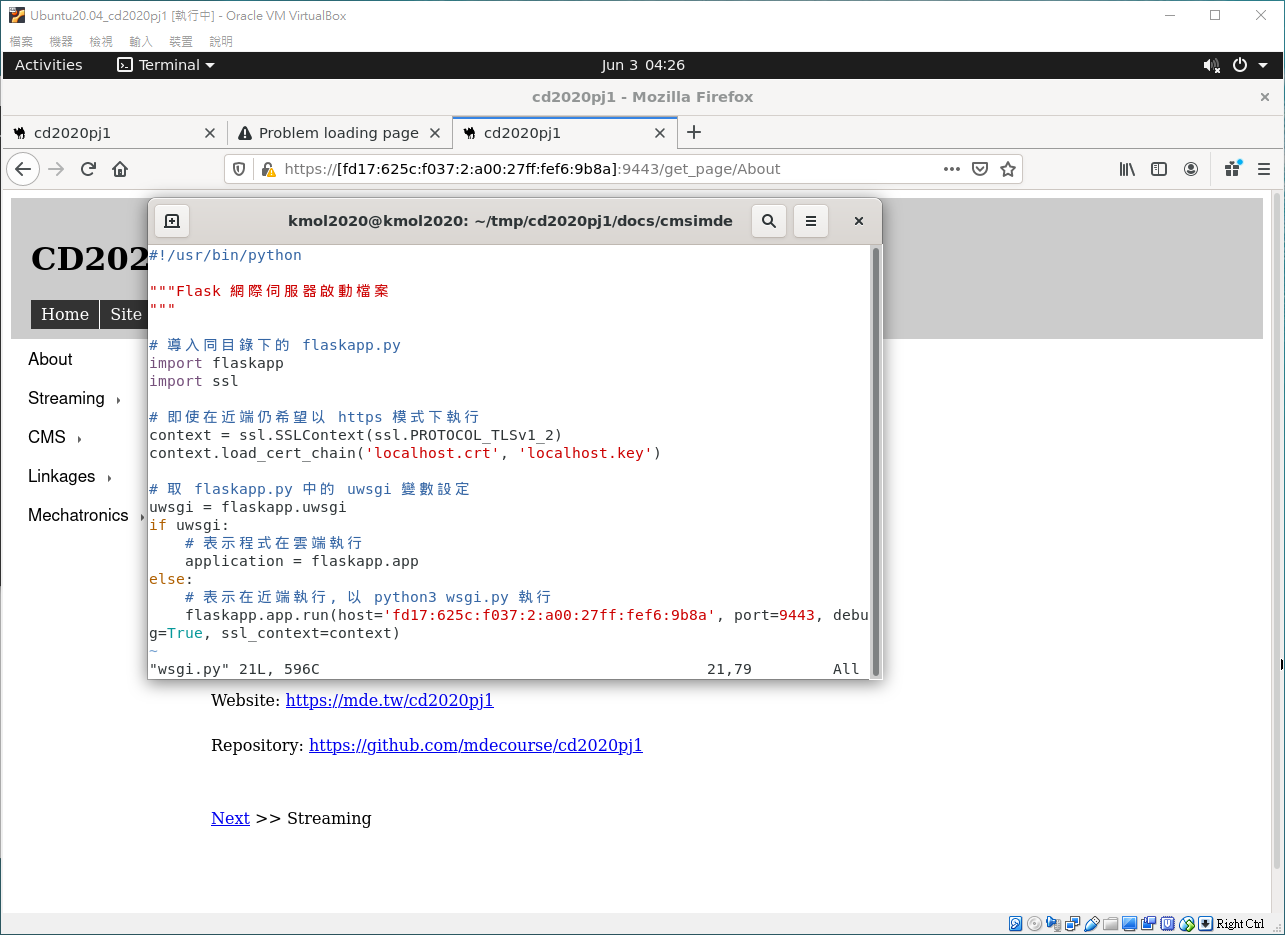 Ubuntu20.04_cd2020pj1 [執行中] - Oracle VM VirtualBox
檔案 機器 檢視 輸入 裝置 說明
Activities Terminal Jun 3 04:26
cd2020pj1 - Mozilla Firefox
cd2020pj1 Problem loading page cd2020pj1
https://[fd17:625c:f037:2:a00:27ff:fef6:9b8a]:9443/get_page/About
CD202
Home Site
About
Streaming
CMS
Linkages
Mechatronics
kmol2020@kmol2020: ~/tmp/cd2020pj1/docs/cmsimde
#!/usr/bin/python
"""Flask 網際伺服器啟動檔案
"""
# 導入同目錄下的 flaskapp.py
import flaskapp
import ssl
# 即使在近端仍希望以 https 模式下執行
context = ssl.SSLContext(ssl.PROTOCOL_TLSv1_2)
context.load_cert_chain('localhost.crt', 'localhost.key')
# 取 flaskapp.py 中的 uwsgi 變數設定
uwsgi = flaskapp.uwsgi
if uwsgi:
# 表示程式在雲端執行
application = flaskapp.app
else:
# 表示在近端執行, 以 python3 wsgi.py 執行
flaskapp.app.run(host='fd17:625c:f037:2:a00:27ff:fef6:9b8a', port=9443, debu
g=True, ssl_context=context)
~
"wsgi.py" 21L, 596C 21,79 All
Website: https://mde.tw/cd2020pj1
Repository: https://github.com/mdecourse/cd2020pj1
Next >> Streaming
Right Ctrl